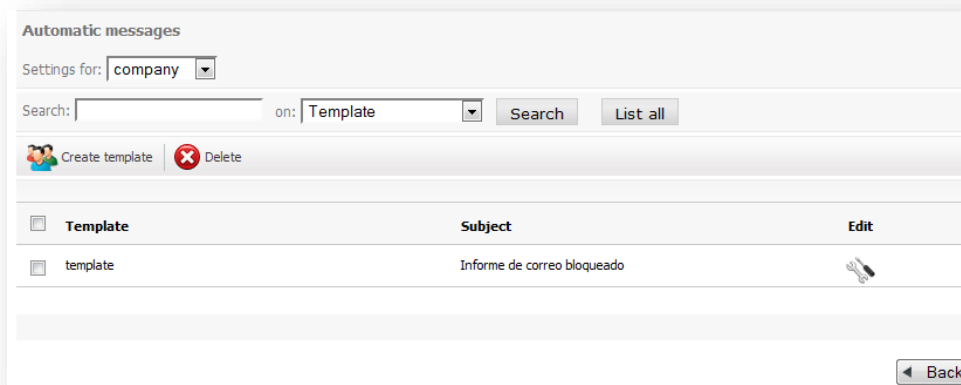 Automatic messages
Settings for: company
Search: on: Template Search List all
Create template Delete
Template Subject Edit
template Informe de correo bloqueado
Back